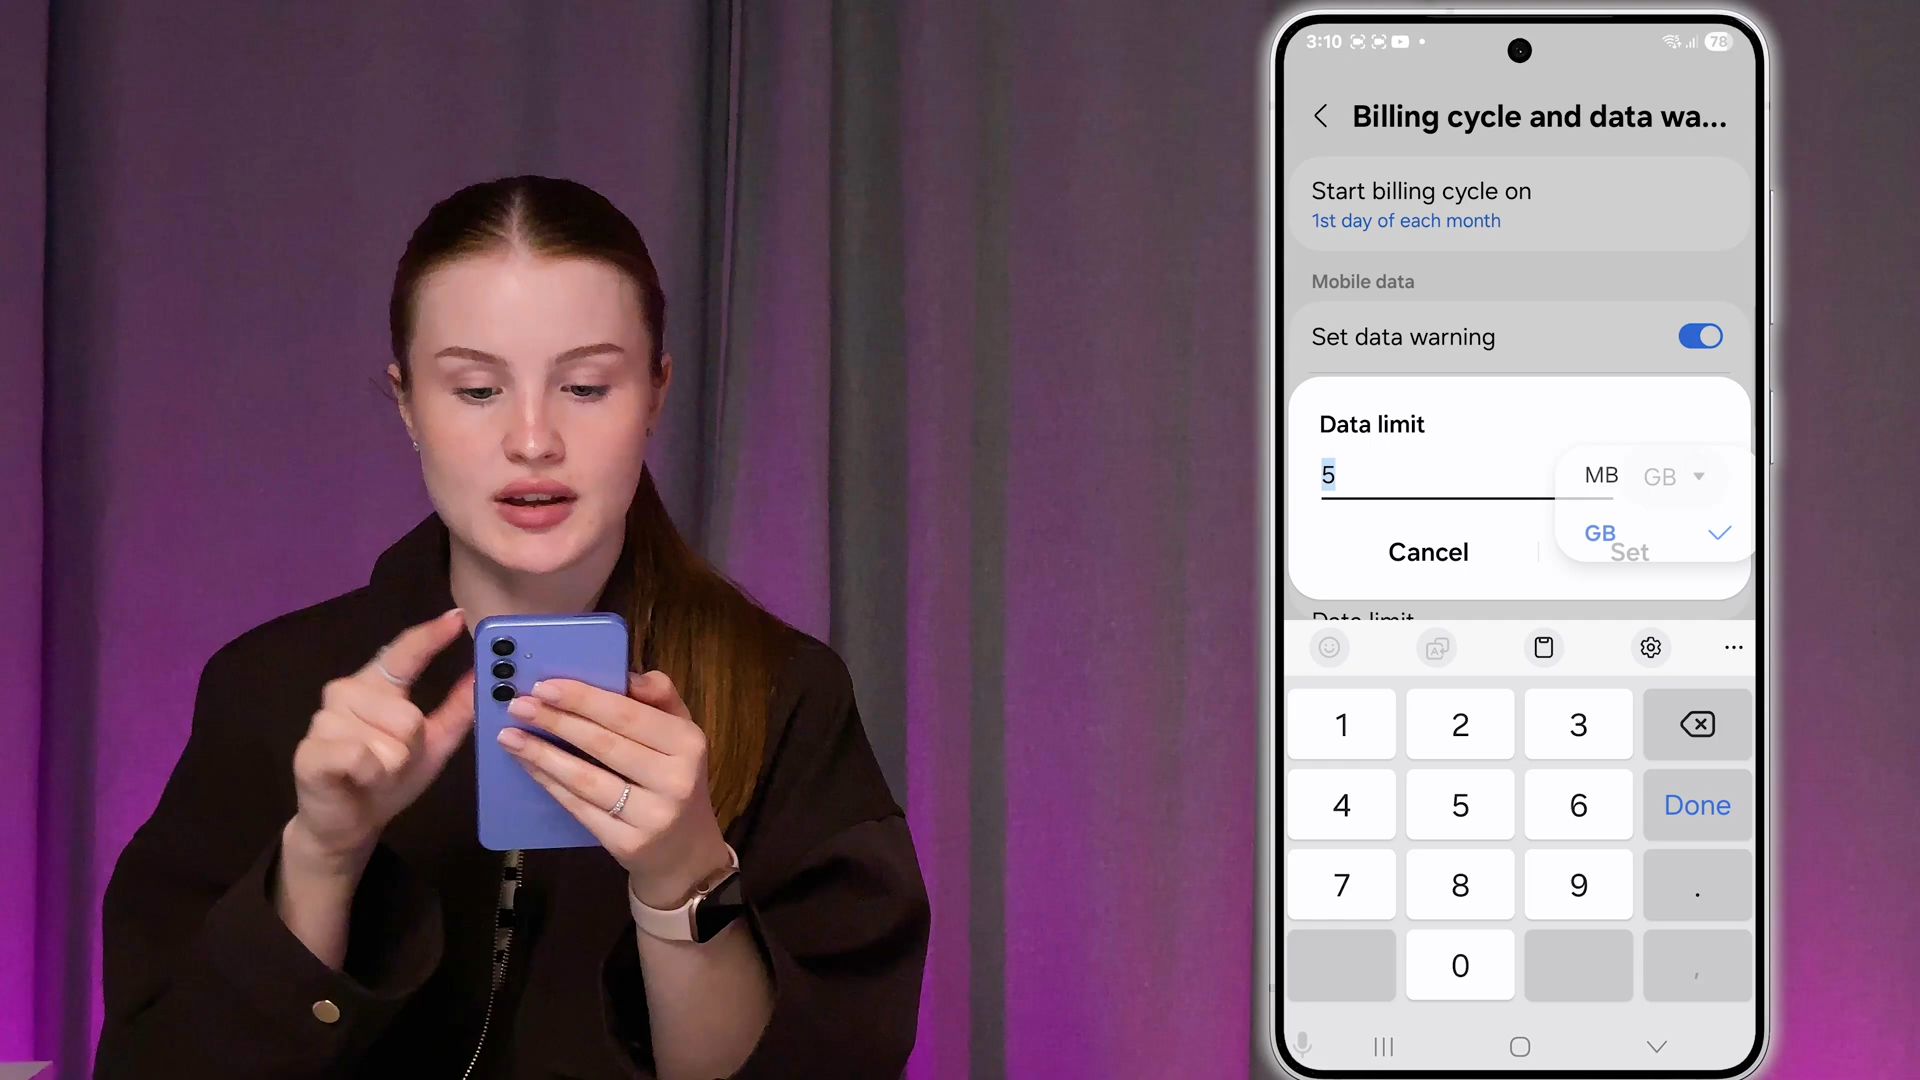 3:10
78
Billing cycle and data wa...
Start billing cycle on
1st day of each month
Mobile data
Set data warning
Data limit
5
MB
GB
GB
Cancel
Set
Data limit
1 2 3
4 5 6 Done
7 8 9 .
0 ,